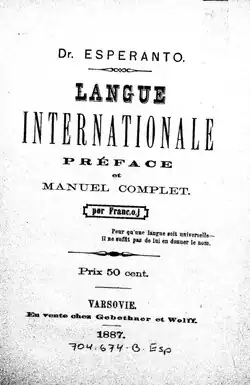 Dr. ESPERANTO.
LANGUE
INTERNATIONALE
PRÉFACE
et
MANUEL COMPLET.
por Franc.o,j
Pour qu'une langue soit universelle—
il ne suffit pas de lui en donner le nom.
Prix 50 cent.
VARSOVIE.
En vente chez Gebethner et Wolff.
1887.
704.674-B.Esp